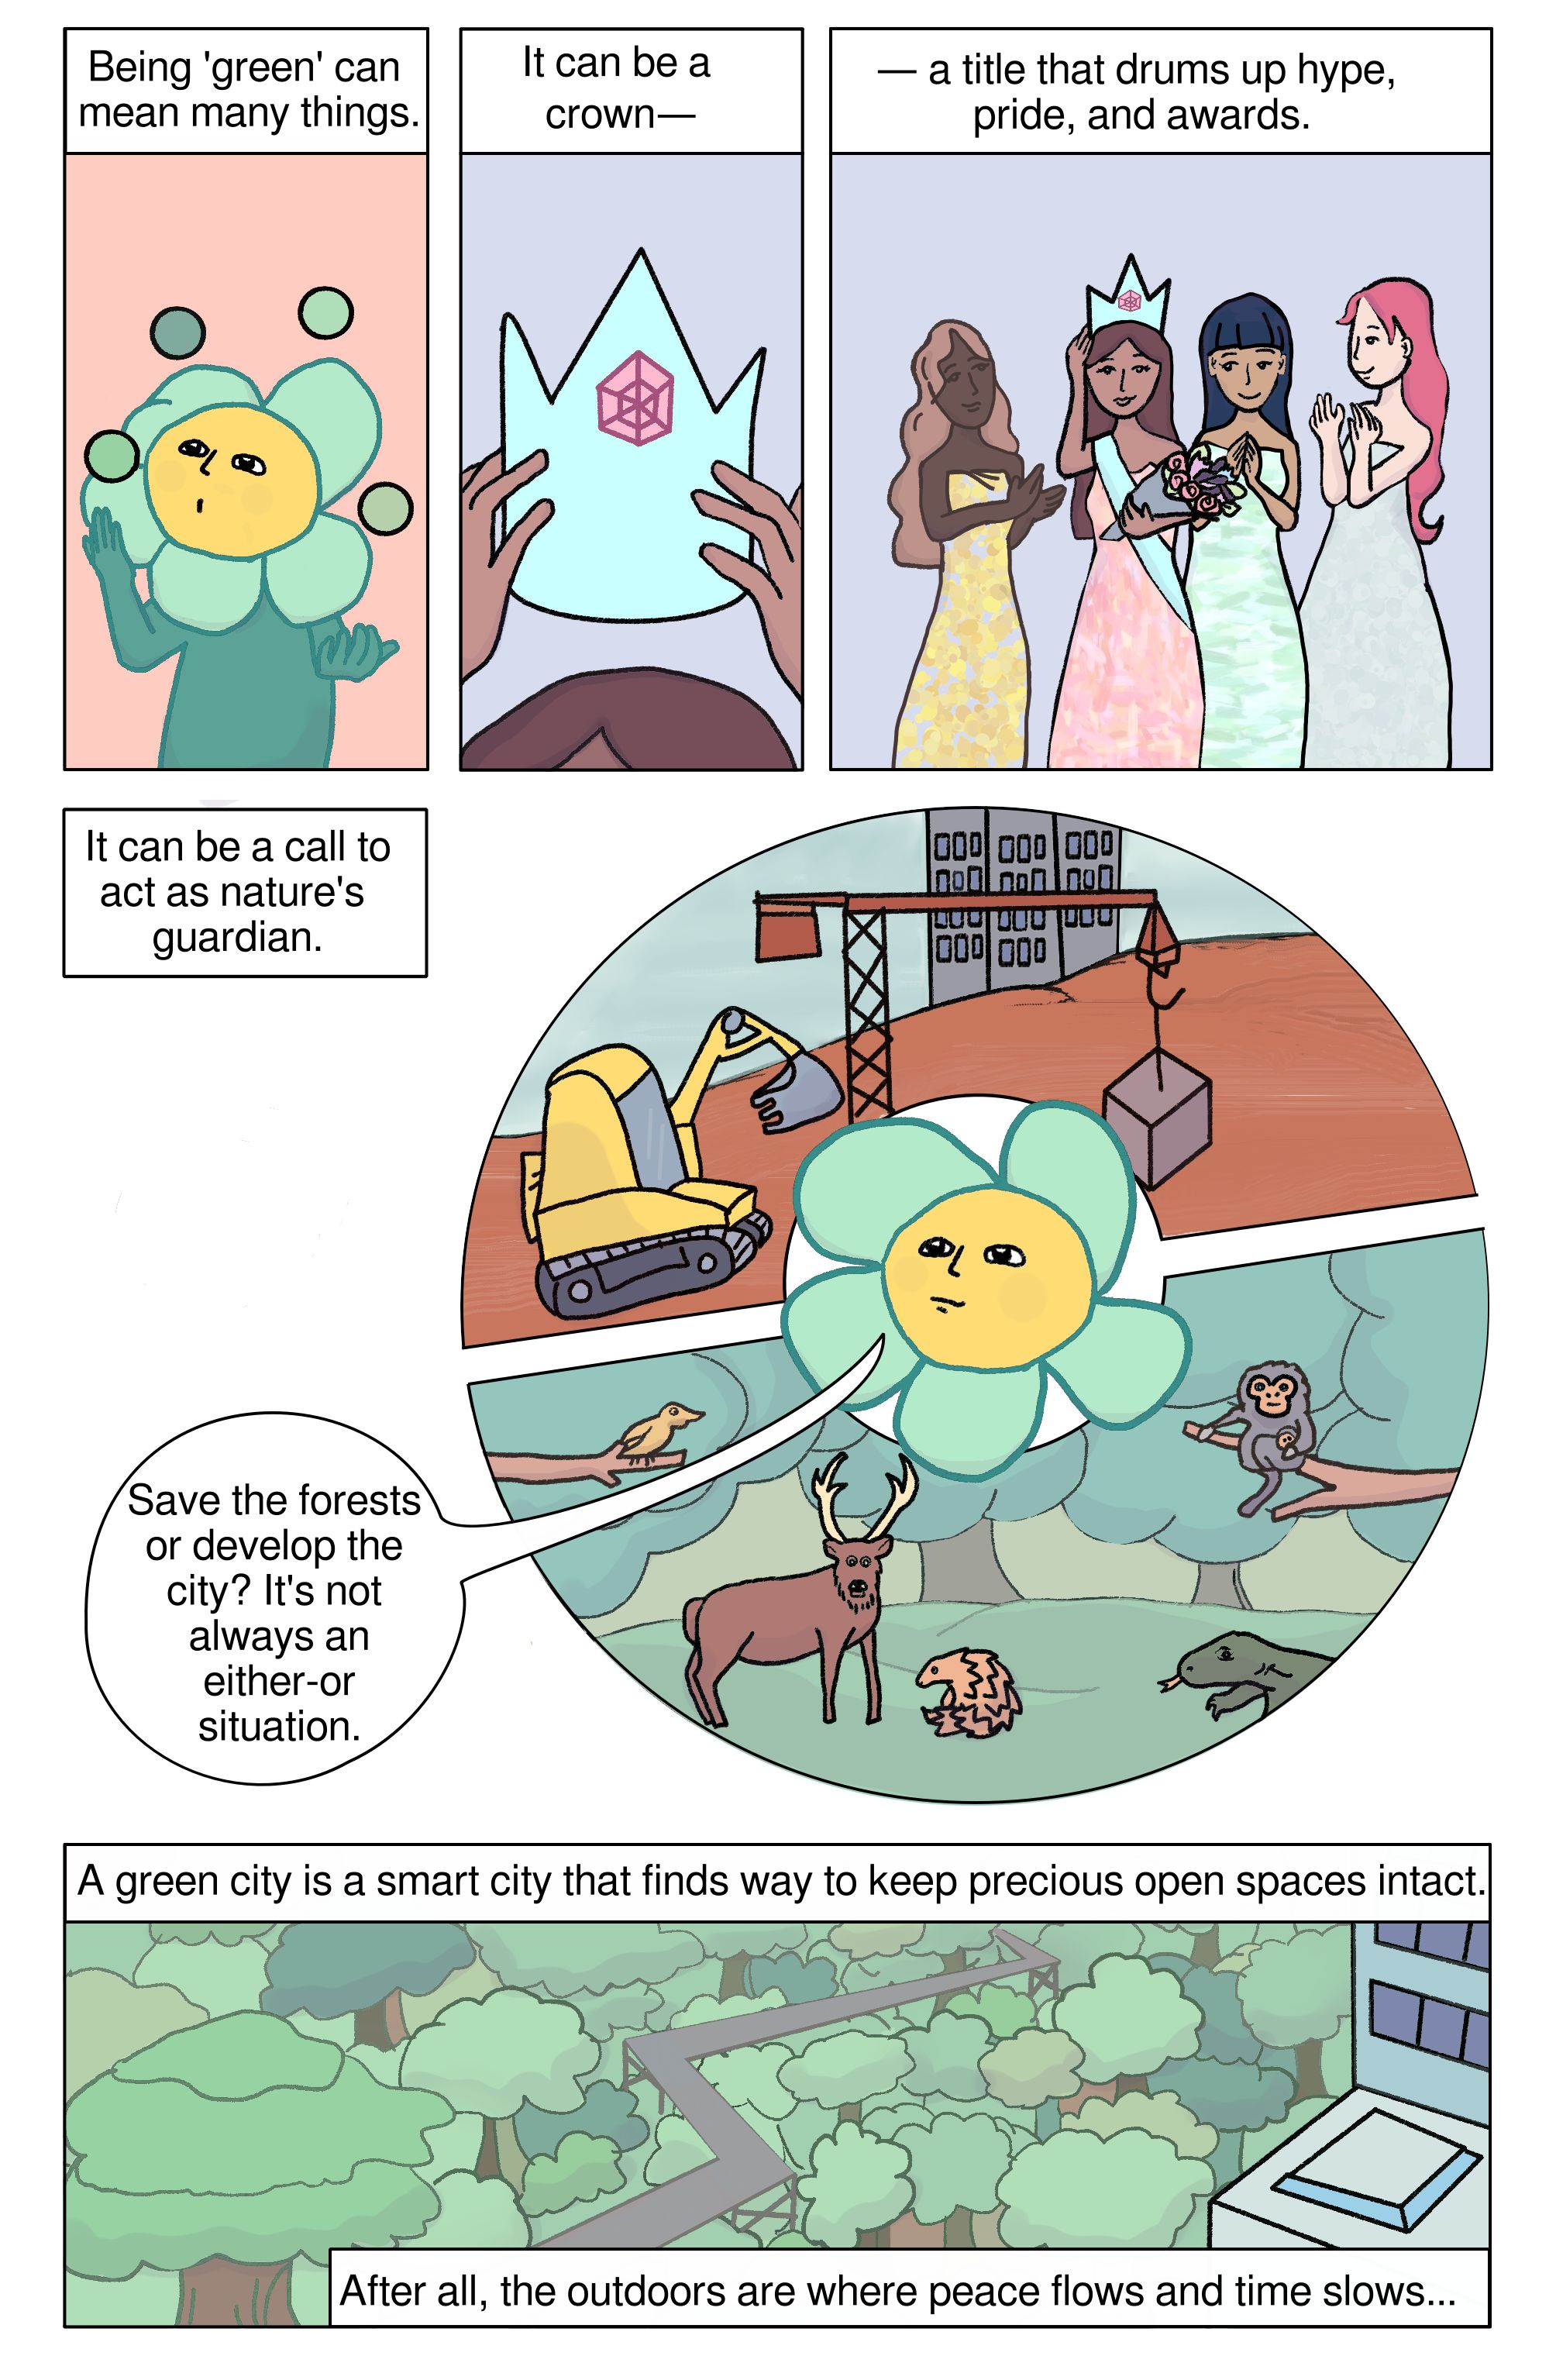 Being 'green' can
mean many things.
It can be a
crown—
— a title that drums up hype,
pride, and awards.
It can be a call to
act as nature's
guardian.
Save the forests
or develop the
city? It's not
always an
either-or
situation.
A green city is a smart city that finds way to keep precious open spaces intact.
After all, the outdoors are where peace flows and time slows...